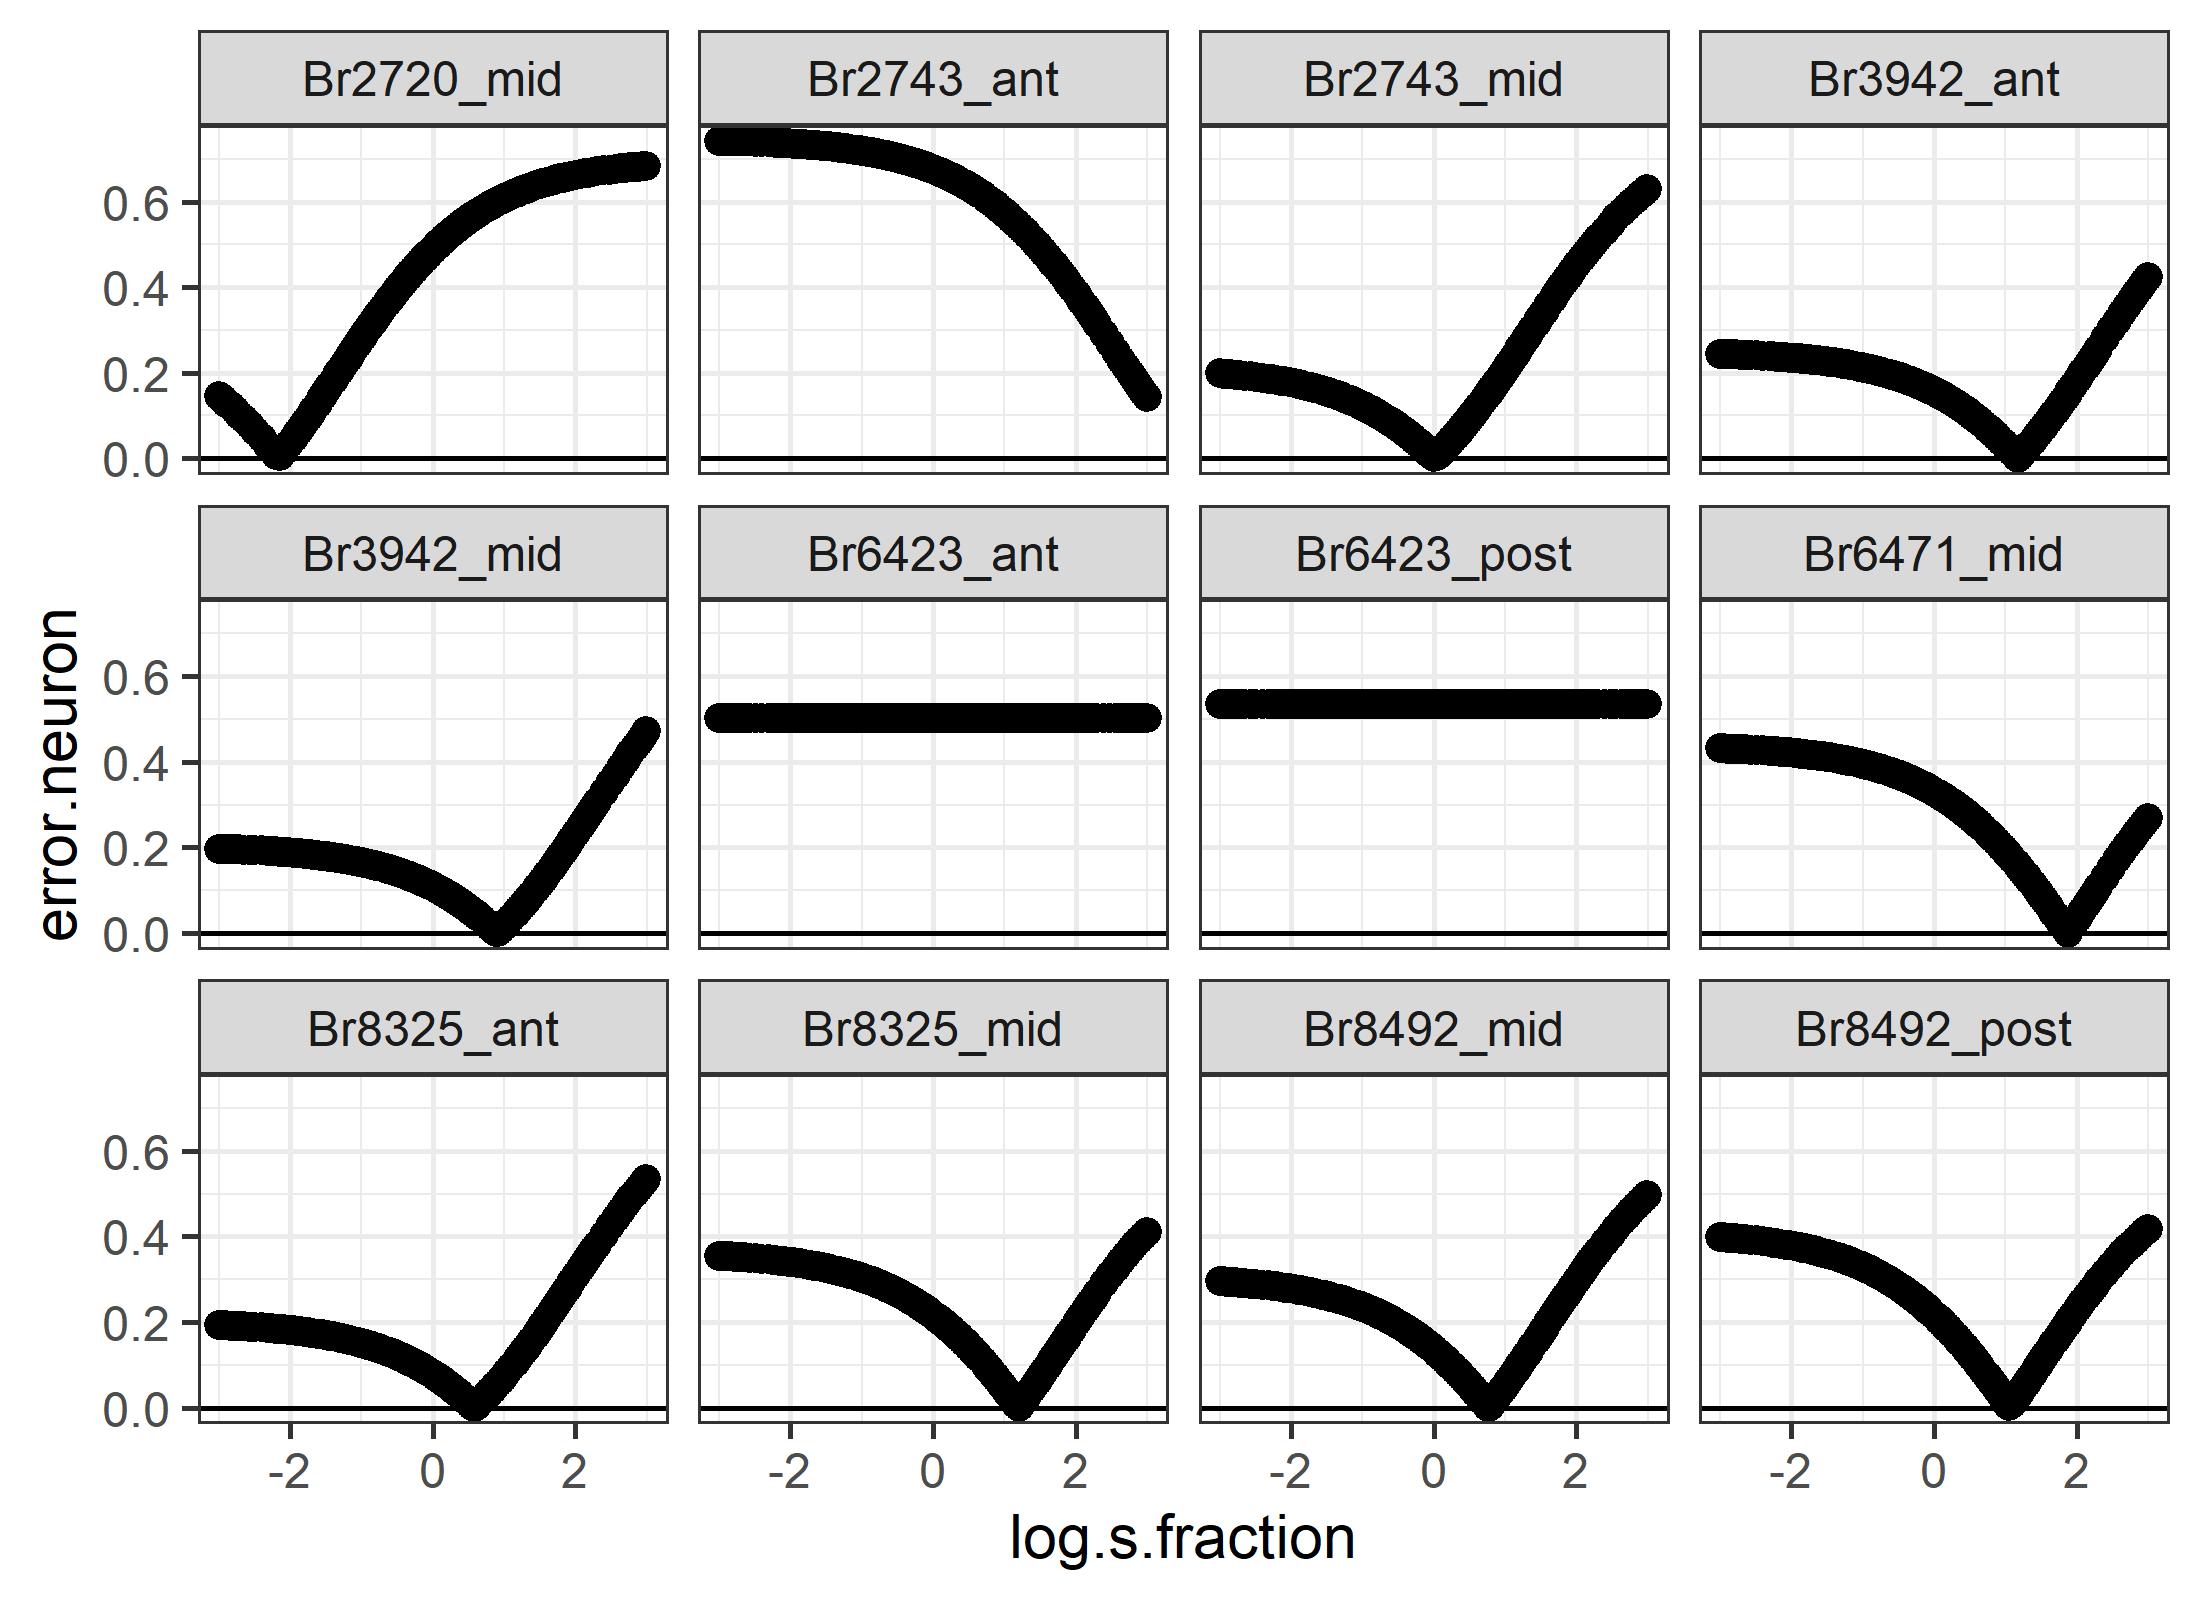 Br2720_mid Br2743_ant Br2743_mid Br3942_ant
0.6
0.4
0.2
0.0
Br3942_mid Br6423_ant Br6423_post Br6471_mid
0.6
0.4
0.2
0.0
Br8325_ant Br8325_mid Br8492_mid Br8492_post
0.6
0.4
0.2
0.0
-2 0 2 -2 0 2 -2 0 2 -2 0 2
log.s.fraction
error.neuron